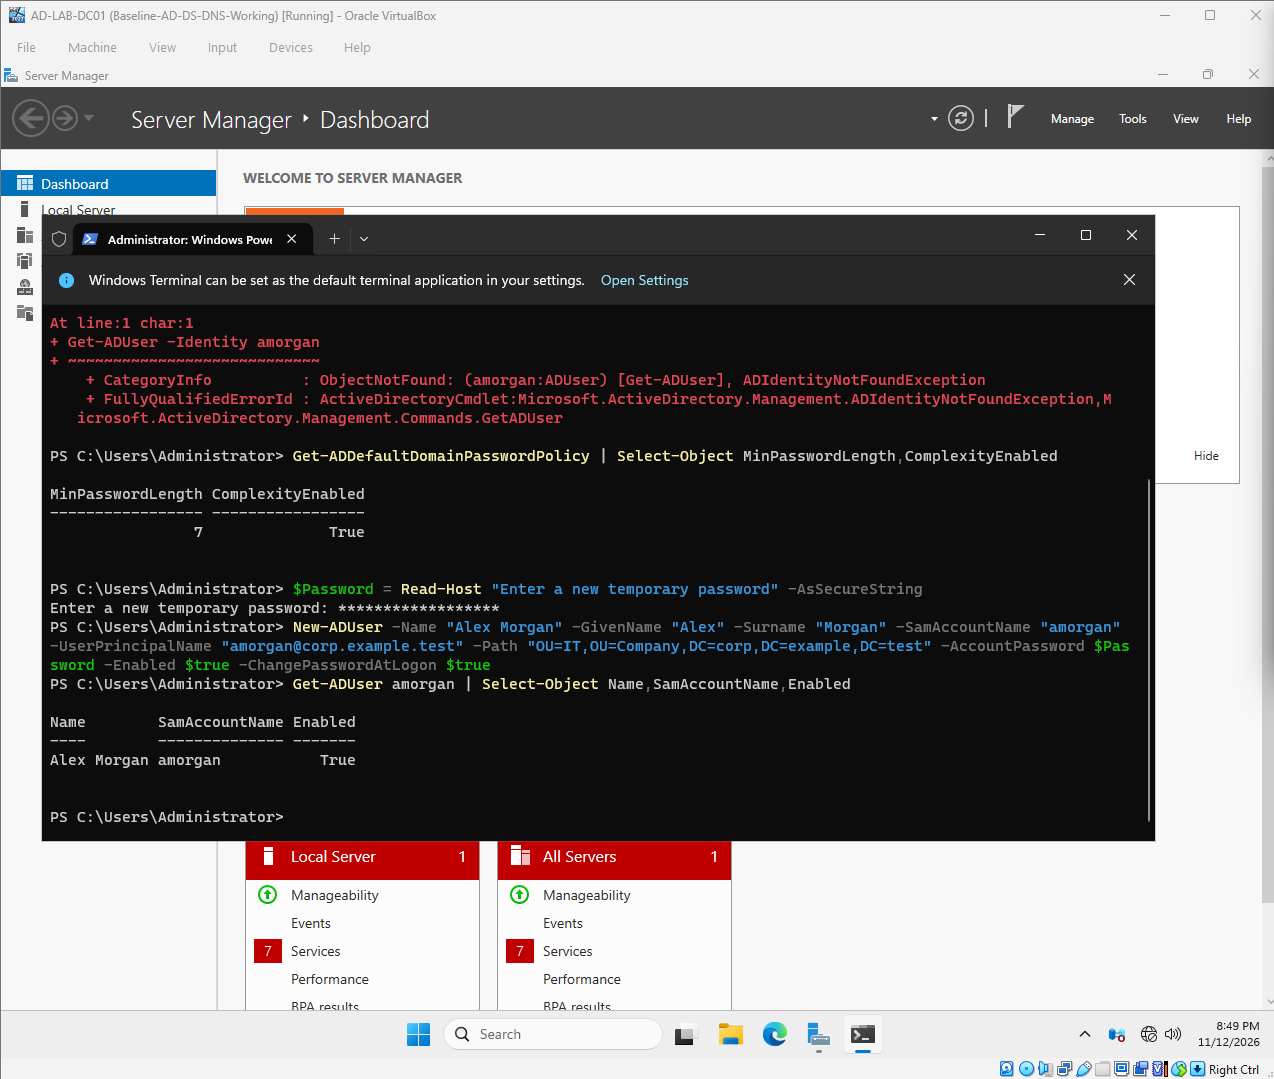 AD-LAB-DC01 (Baseline-AD-DS-DNS-Working) [Running] - Oracle VirtualBox
File Machine View Input Devices Help
Server Manager
Server Manager ‣ Dashboard
Manage Tools View Help
Dashboard
WELCOME TO SERVER MANAGER
Local Server
Administrator: Windows Powe
Windows Terminal can be set as the default terminal application in your settings. Open Settings
At line:1 char:1
+ Get-ADUser -Identity amorgan
+ ~~~~~~~~~~~~~~~~~~~~~~~~~~~~
    + CategoryInfo          : ObjectNotFound: (amorgan:ADUser) [Get-ADUser], ADIdentityNotFoundException
    + FullyQualifiedErrorId : ActiveDirectoryCmdlet:Microsoft.ActiveDirectory.Management.ADIdentityNotFoundException,M
   icrosoft.ActiveDirectory.Management.Commands.GetADUser
PS C:\Users\Administrator> Get-ADDefaultDomainPasswordPolicy | Select-Object MinPasswordLength,ComplexityEnabled
MinPasswordLength ComplexityEnabled
----------------- -----------------
                7              True
PS C:\Users\Administrator> $Password = Read-Host "Enter a new temporary password" -AsSecureString
Enter a new temporary password: ******************
PS C:\Users\Administrator> New-ADUser -Name "Alex Morgan" -GivenName "Alex" -Surname "Morgan" -SamAccountName "amorgan"
-UserPrincipalName "amorgan@corp.example.test" -Path "OU=IT,OU=Company,DC=corp,DC=example,DC=test" -AccountPassword $Pas
sword -Enabled $true -ChangePasswordAtLogon $true
PS C:\Users\Administrator> Get-ADUser amorgan | Select-Object Name,SamAccountName,Enabled
Name        SamAccountName Enabled
----        -------------- -------
Alex Morgan amorgan           True
PS C:\Users\Administrator>
Hide
Local Server 1
Manageability
Events
7 Services
Performance
BPA results
All Servers 1
Manageability
Events
7 Services
Performance
BPA results
Search
8:49 PM
11/12/2026
Right Ctrl